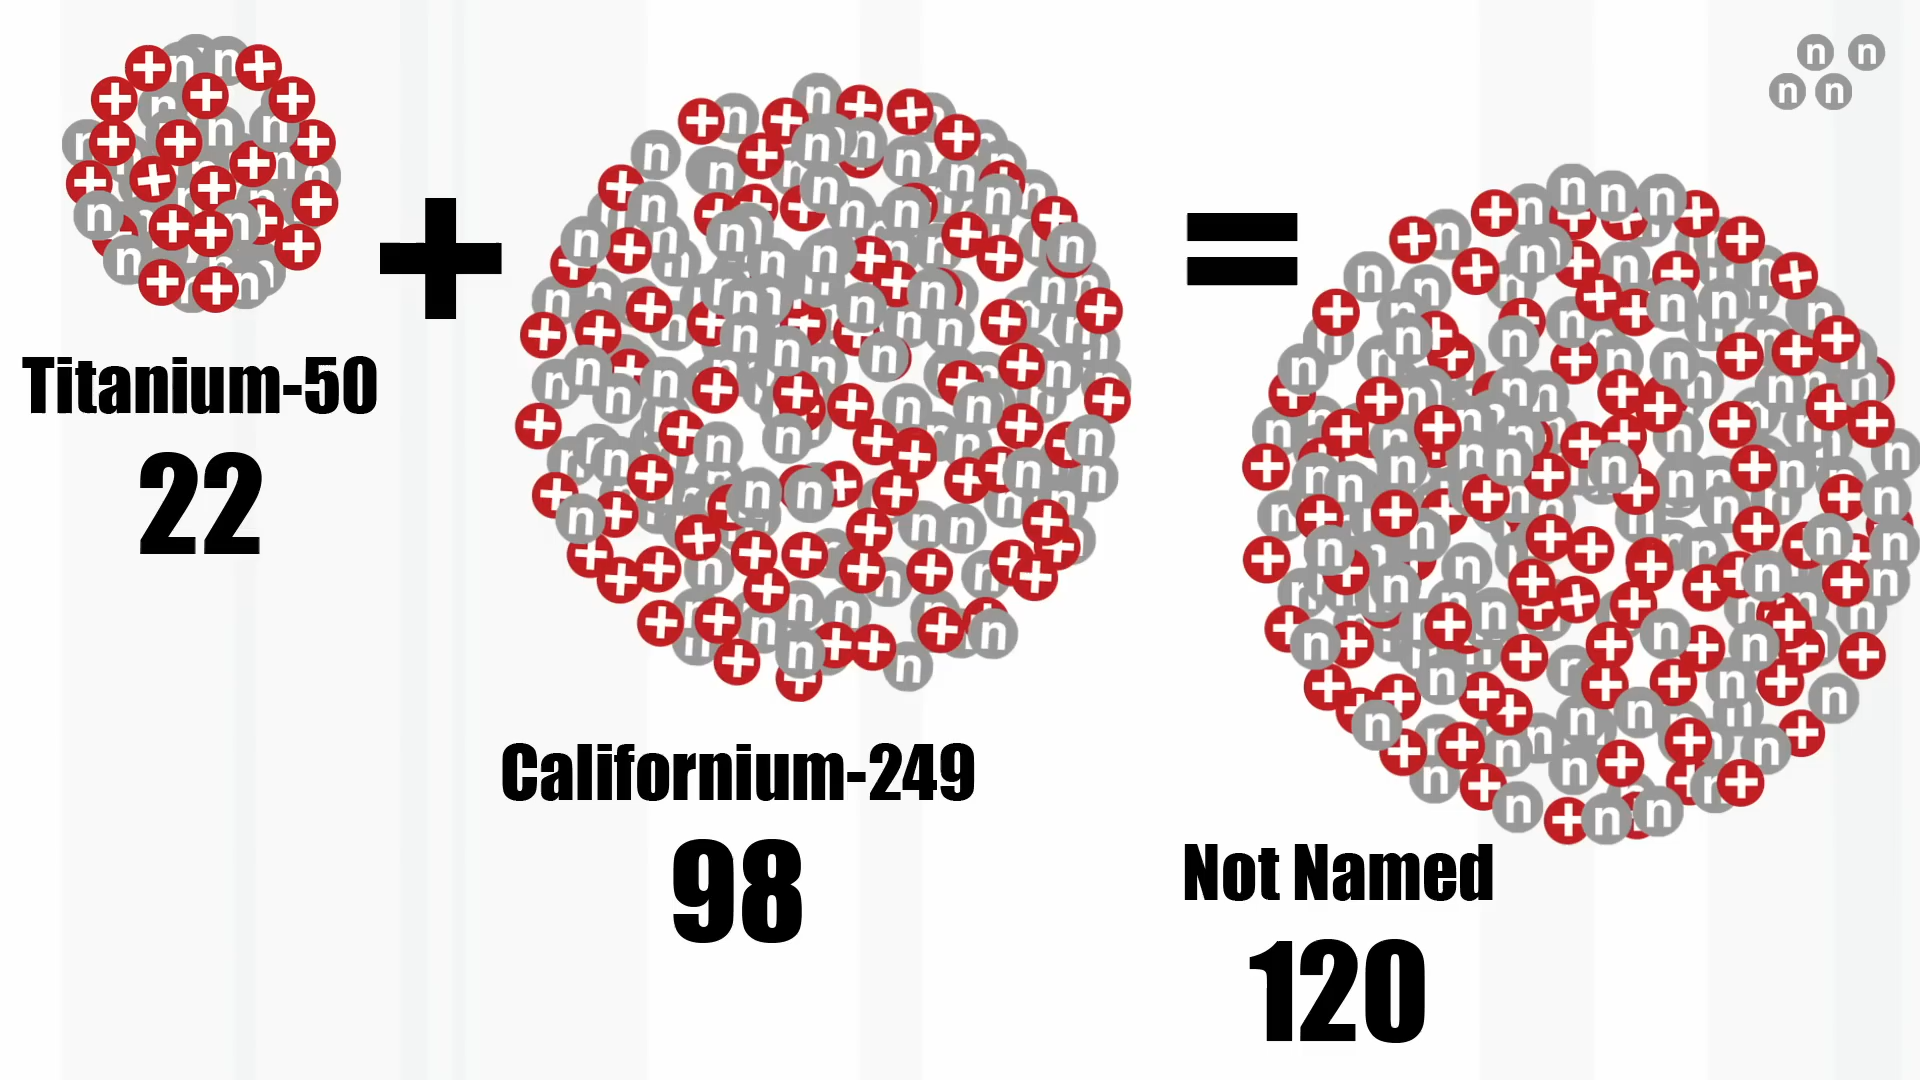 Titanium-50
22
+
Californium-249
98
=
Not Named
120
n n
n n